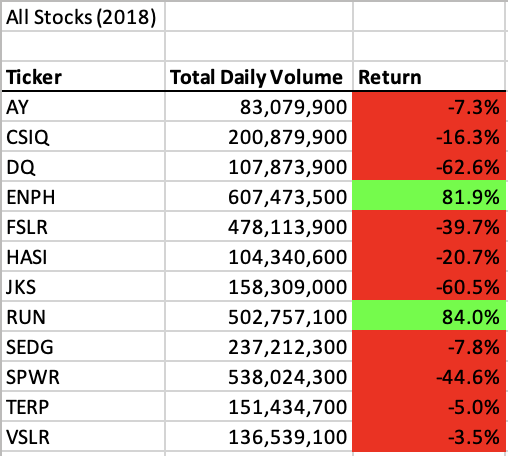 All Stocks (2018)
Ticker Total Daily Volume Return
AY 83,079,900 -7.3%
CSIQ 200,879,900 -16.3%
DQ 107,873,900 -62.6%
ENPH 607,473,500 81.9%
FSLR 478,113,900 -39.7%
HASI 104,340,600 -20.7%
JKS 158,309,000 -60.5%
RUN 502,757,100 84.0%
SEDG 237,212,300 -7.8%
SPWR 538,024,300 -44.6%
TERP 151,434,700 -5.0%
VSLR 136,539,100 -3.5%